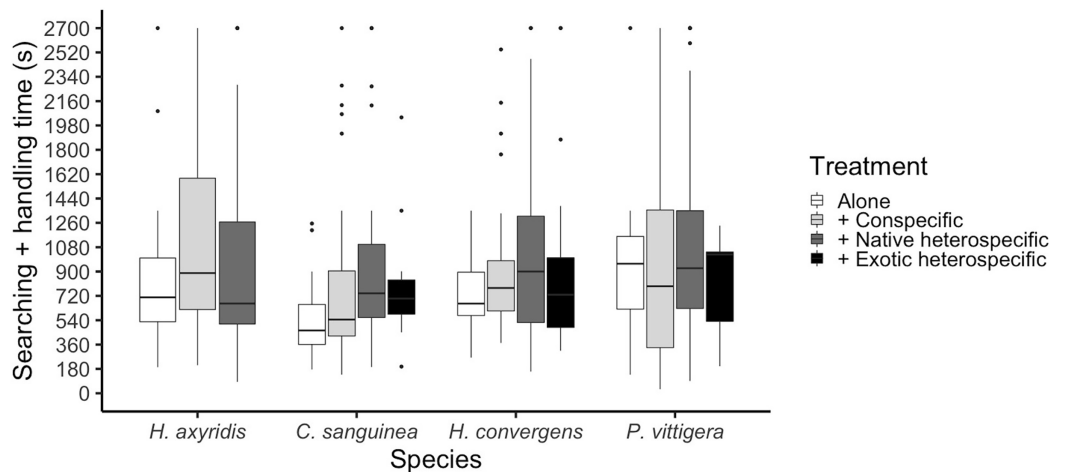 Searching + handling time (s)
2700
2520
2340
2160
1980
1800
1620
1440
1260
1080
900
720
540
360
180
0
H. axyridis
C. sanguinea
H. convergens
P. vittigera
Species
Treatment
Alone
+ Conspecific
+ Native heterospecific
+ Exotic heterospecific